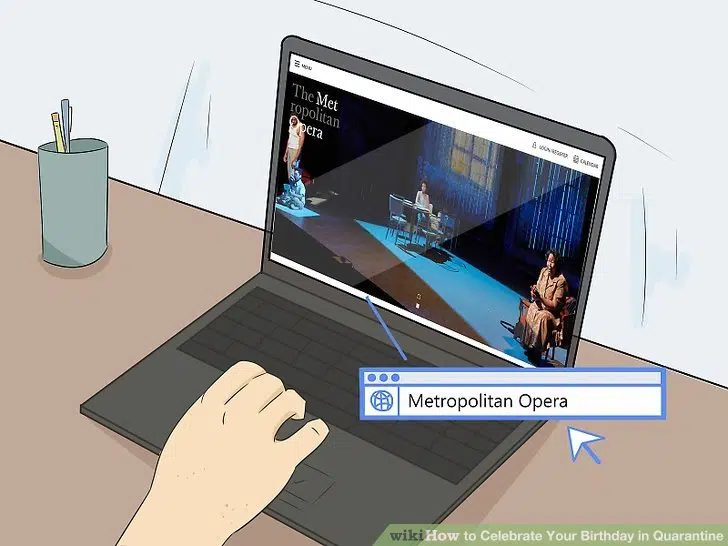 MENU
The Met
ropolitan
Opera
LOGIN/REGISTER
CALENDAR
Metropolitan Opera
wikiHow to Celebrate Your Birthday in Quarantine